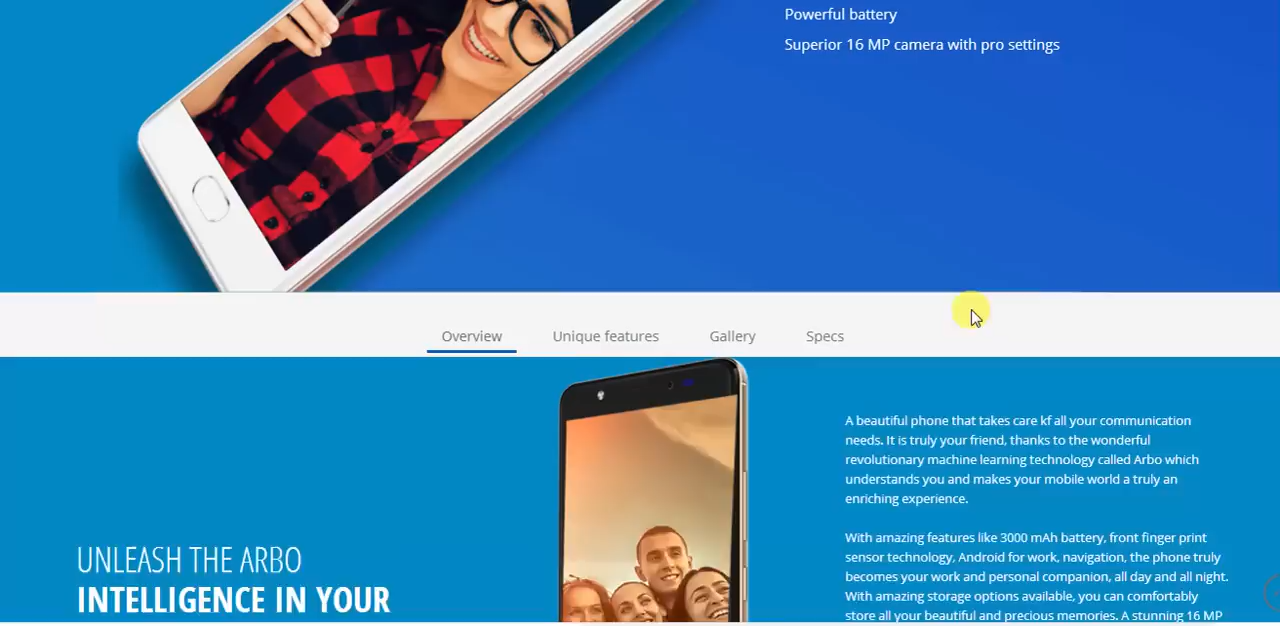 Powerful battery
Superior 16 MP camera with pro settings
Overview Unique features Gallery Specs
A beautiful phone that takes care kf all your communication
needs. It is truly your friend, thanks to the wonderful
revolutionary machine learning technology called Arbo which
understands you and makes your mobile world a truly an
enriching experience.
With amazing features like 3000 mAh battery, front finger print
sensor technology, Android for work, navigation, the phone truly
becomes your work and personal companion, all day and all night.
With amazing storage options available, you can comfortably
store all your beautiful and precious memories. A stunning 16 MP
UNLEASH THE ARBO
INTELLIGENCE IN YOUR